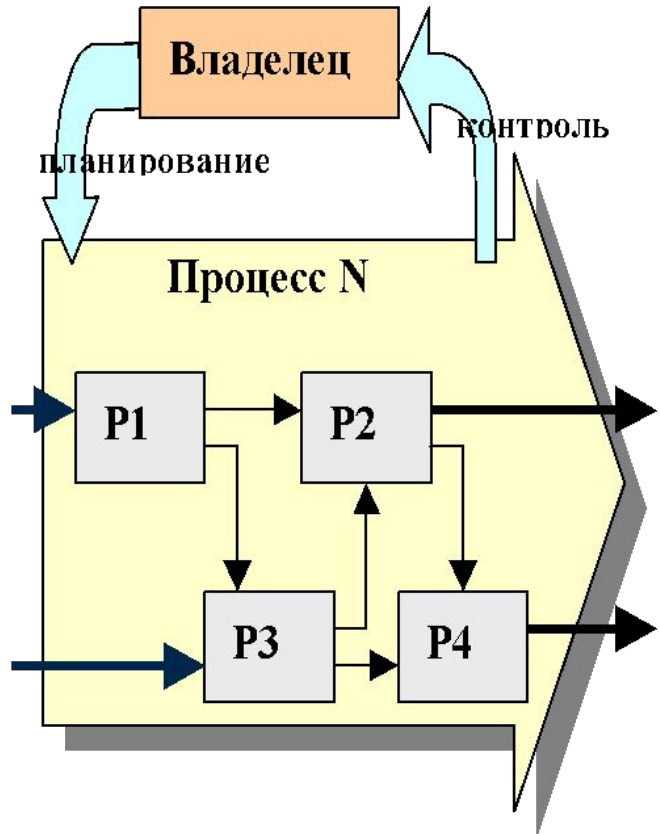 Владелец
контроль
планирование
Процесс N
P1
P2
P3
P4